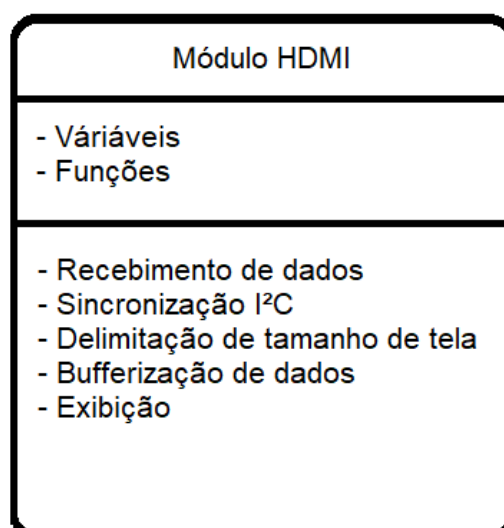 Módulo HDMI
- Váriáveis
- Funções
- Recebimento de dados
- Sincronização I²C
- Delimitação de tamanho de tela
- Bufferização de dados
- Exibição